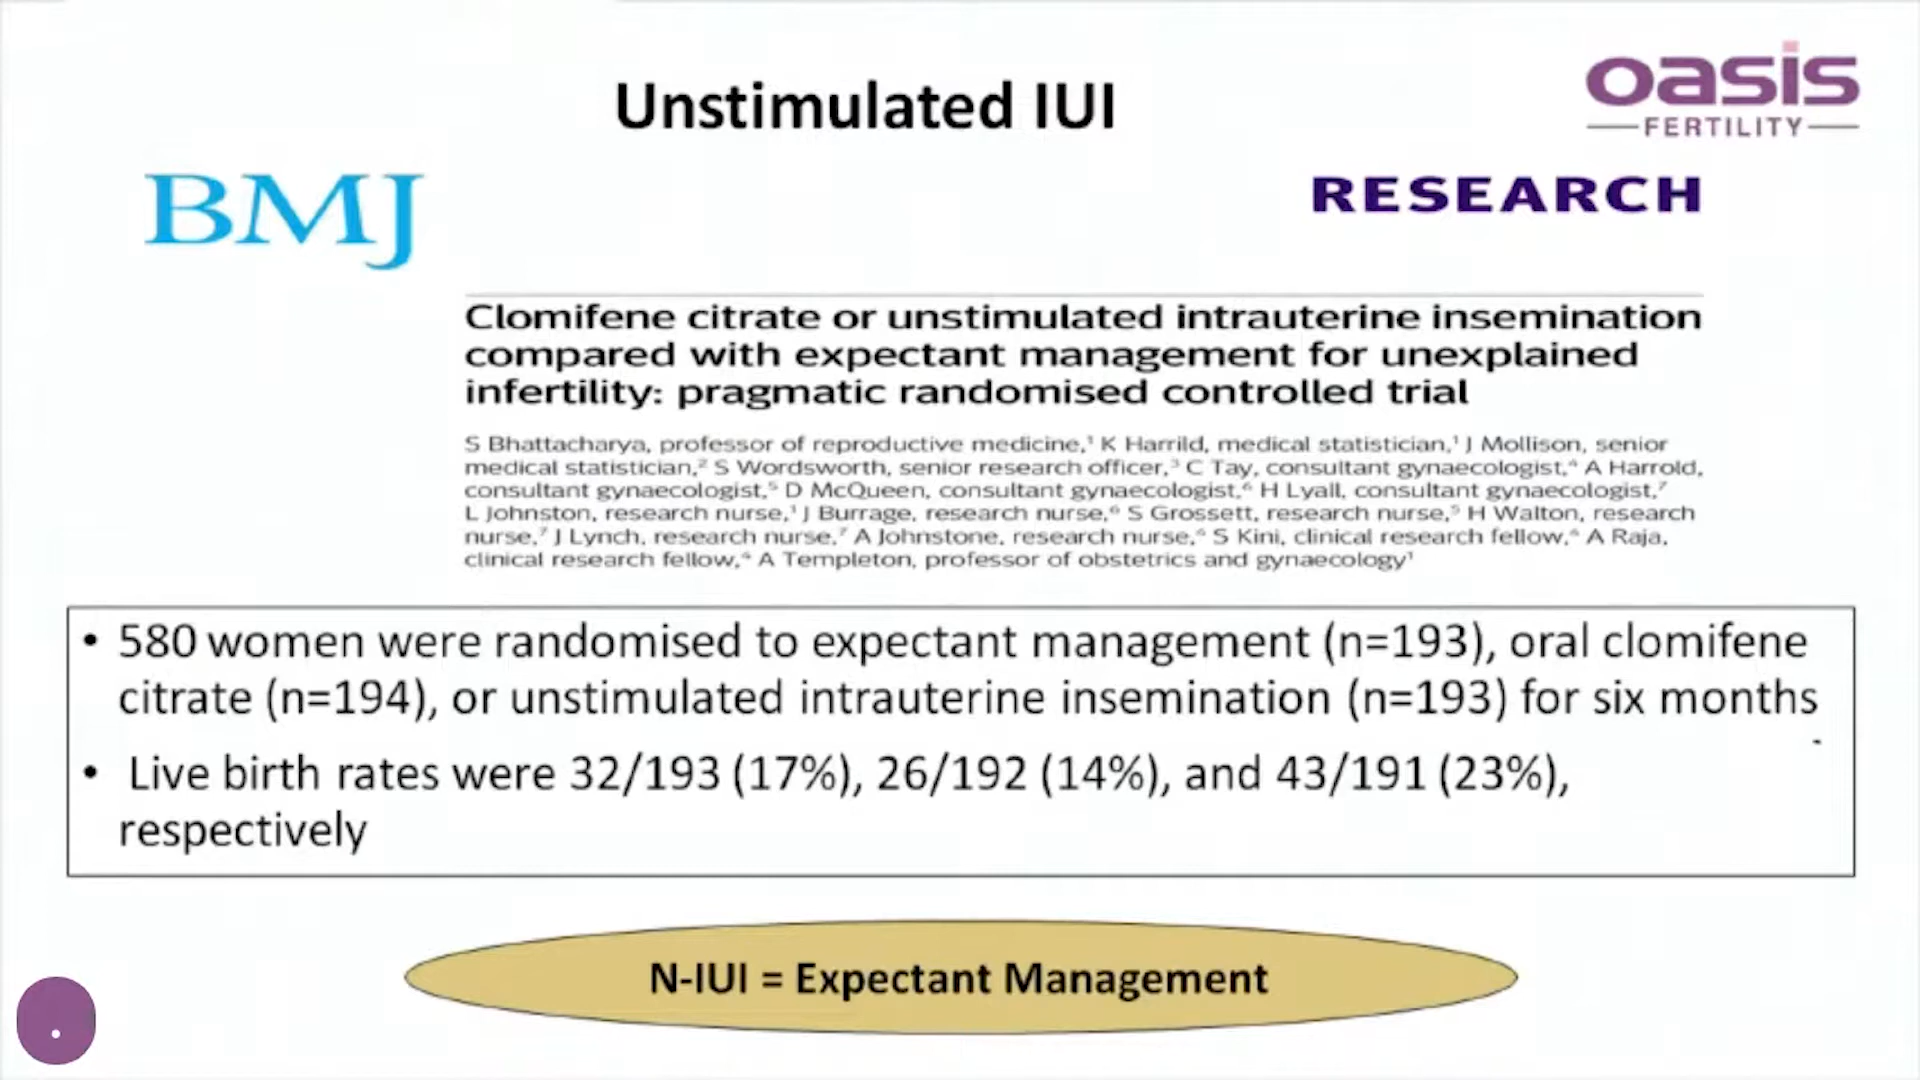 Unstimulated IUI
oasis
FERTILITY
BMJ
RESEARCH
Clomifene citrate or unstimulated intrauterine insemination
compared with expectant management for unexplained
infertility: pragmatic randomised controlled trial
S Bhattacharya, professor of reproductive medicine,¹ K Harrild, medical statistician,¹ J Mollison, senior
medical statistician,² S Wordsworth, senior research officer,³ C Tay, consultant gynaecologist,⁴ A Harrold,
consultant gynaecologist,⁵ D McQueen, consultant gynaecologist,⁶ H Lyall, consultant gynaecologist,⁷
L Johnston, research nurse,¹ J Burrage, research nurse,⁶ S Grossett, research nurse,⁵ H Walton, research
nurse,⁷ J Lynch, research nurse,⁷ A Johnstone, research nurse,⁴ S Kini, clinical research fellow,⁴ A Raja,
clinical research fellow,⁴ A Templeton, professor of obstetrics and gynaecology¹
• 580 women were randomised to expectant management (n=193), oral clomifene
citrate (n=194), or unstimulated intrauterine insemination (n=193) for six months
• Live birth rates were 32/193 (17%), 26/192 (14%), and 43/191 (23%),
respectively
N-IUI = Expectant Management